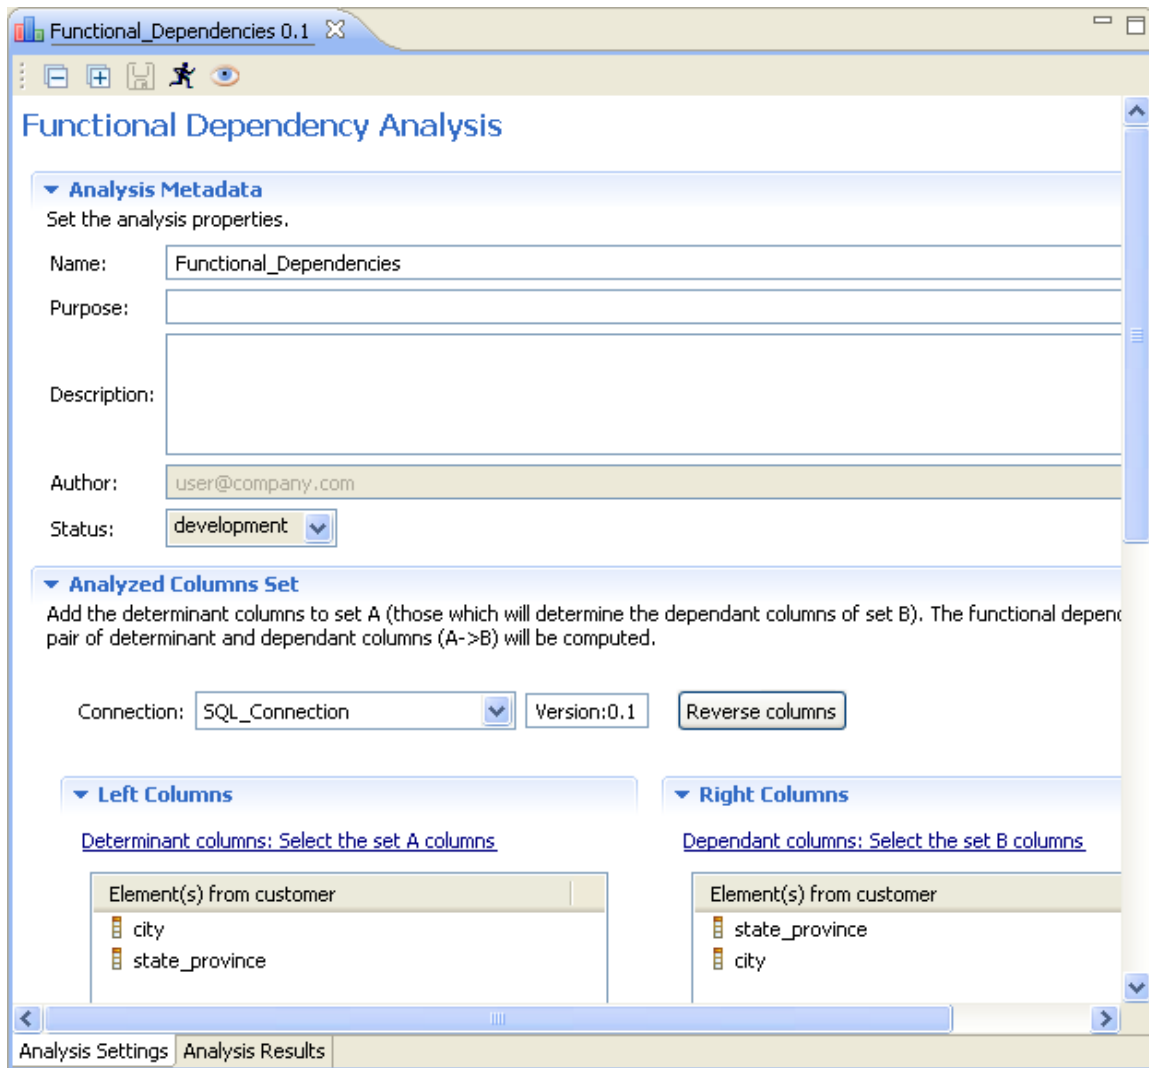 Functional_Dependencies 0.1
Functional Dependency Analysis
Analysis Metadata
Set the analysis properties.
Name: Functional_Dependencies
Purpose:
Description:
Author: user@company.com
Status: development
Analyzed Columns Set
Add the determinant columns to set A (those which will determine the dependant columns of set B). The functional depend
pair of determinant and dependant columns (A->B) will be computed.
Connection: SQL_Connection Version:0.1 Reverse columns
Left Columns Right Columns
Determinant columns: Select the set A columns Dependant columns: Select the set B columns
Element(s) from customer Element(s) from customer
city state_province
state_province city
Analysis Settings Analysis Results